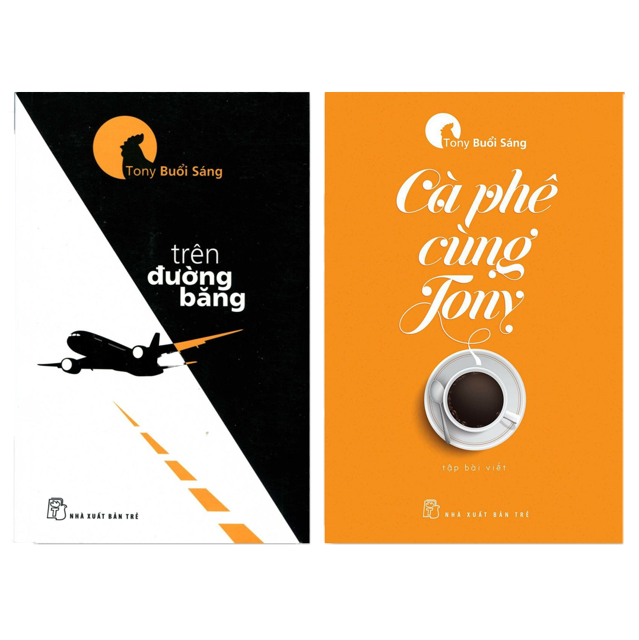 Tony Buổi Sáng
trên
đường
băng
NHÀ XUẤT BẢN TRẺ
Tony Buổi Sáng
Cà phê
cùng
Tony
tập bài viết
NHÀ XUẤT BẢN TRẺ